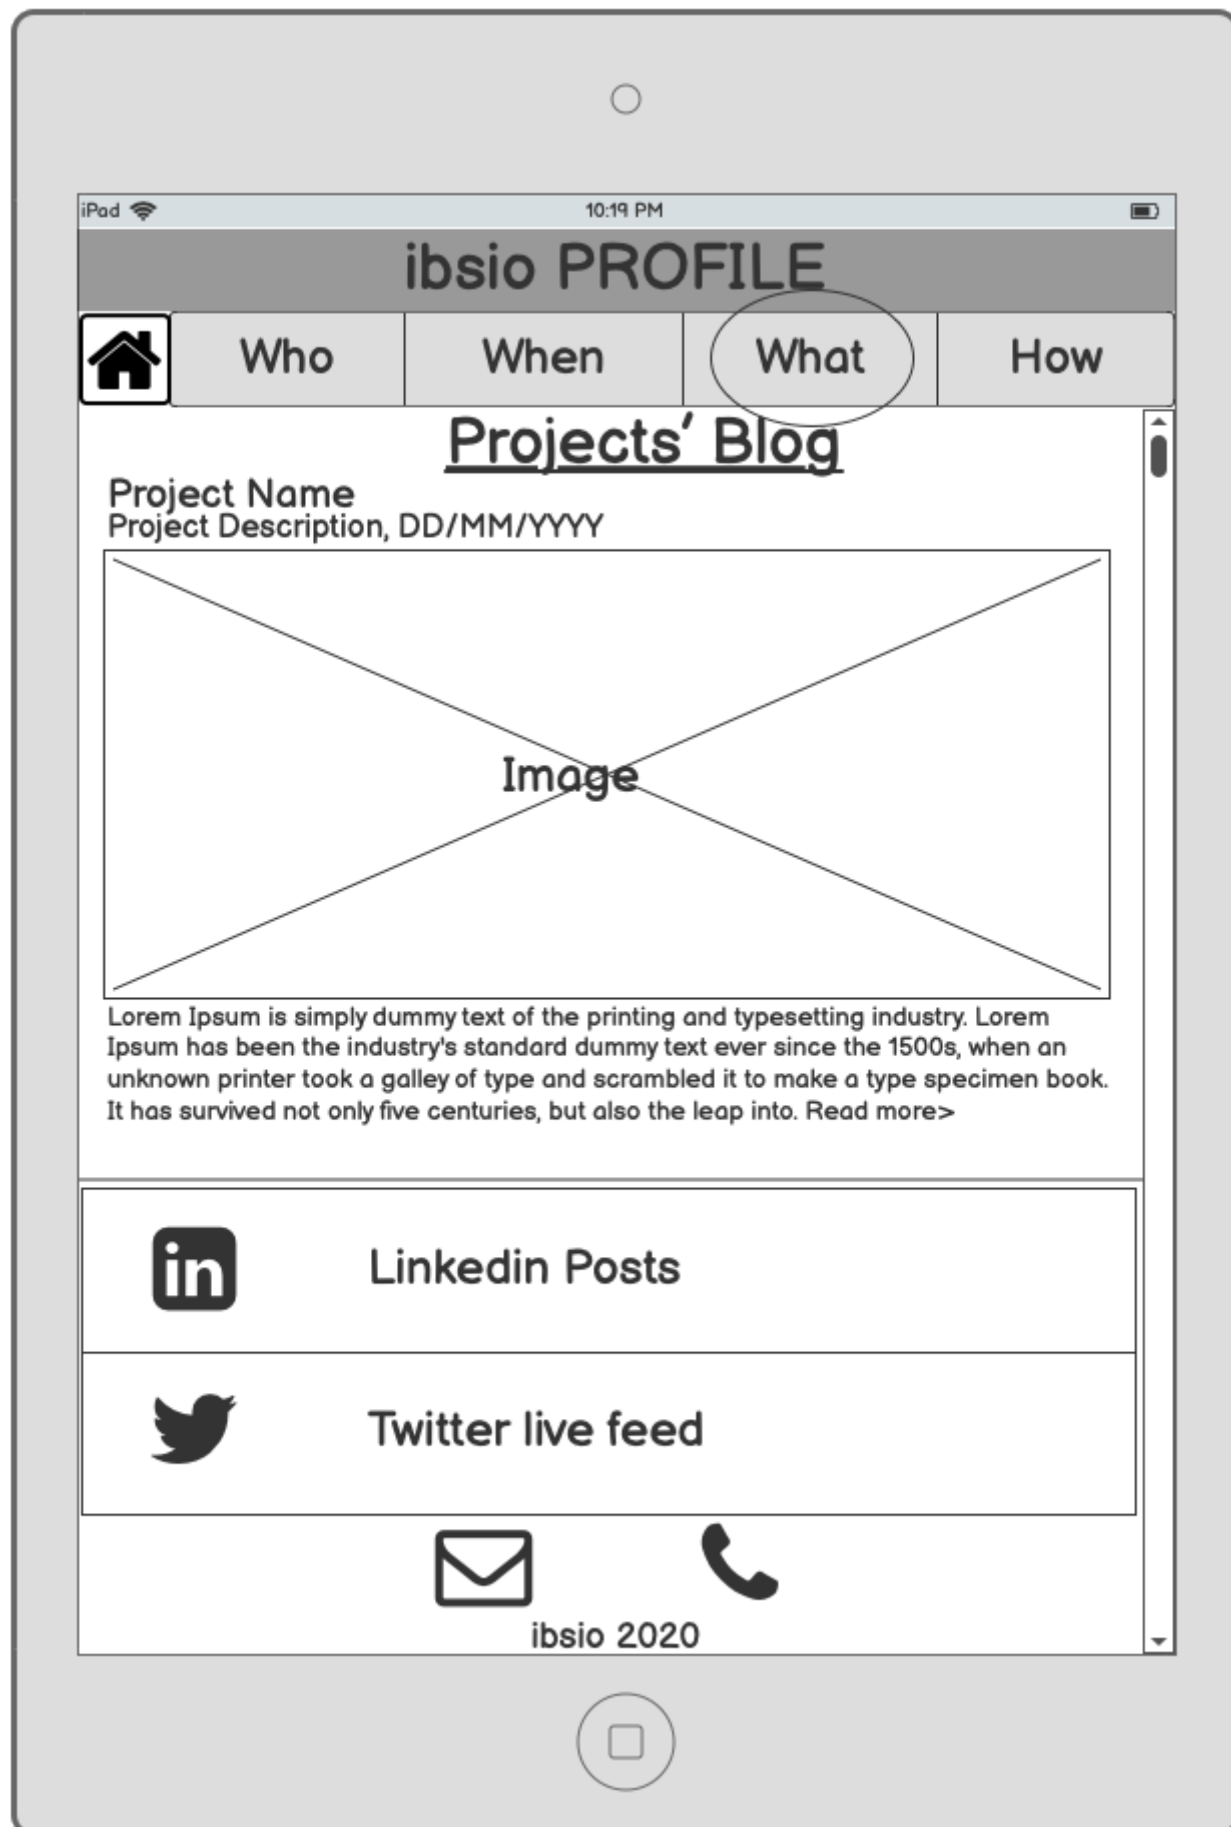 iPad 10:19 PM
ibsio PROFILE
Who When What How
Projects' Blog
Project Name
Project Description, DD/MM/YYYY
Image
Lorem Ipsum is simply dummy text of the printing and typesetting industry. Lorem
Ipsum has been the industry's standard dummy text ever since the 1500s, when an
unknown printer took a galley of type and scrambled it to make a type specimen book.
It has survived not only five centuries, but also the leap into. Read more>
in Linkedin Posts
Twitter live feed
ibsio 2020